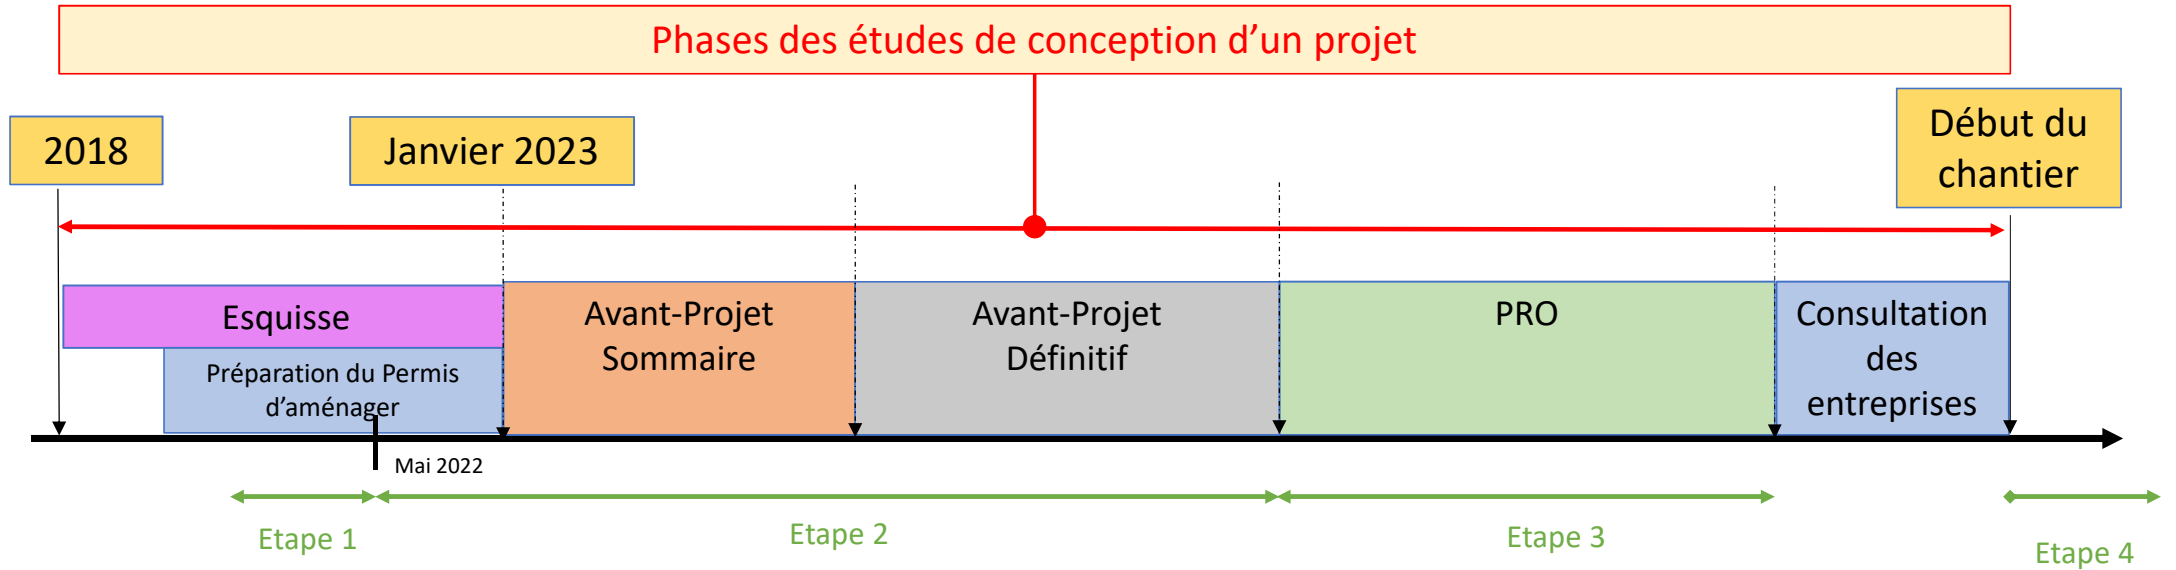 Phases des études de conception d’un projet
2018
Janvier 2023
Début du
chantier
Esquisse
Préparation du Permis
d’aménager
Avant-Projet
Sommaire
Avant-Projet
Définitif
PRO
Consultation
des
entreprises
Mai 2022
Etape 1
Etape 2
Etape 3
Etape 4